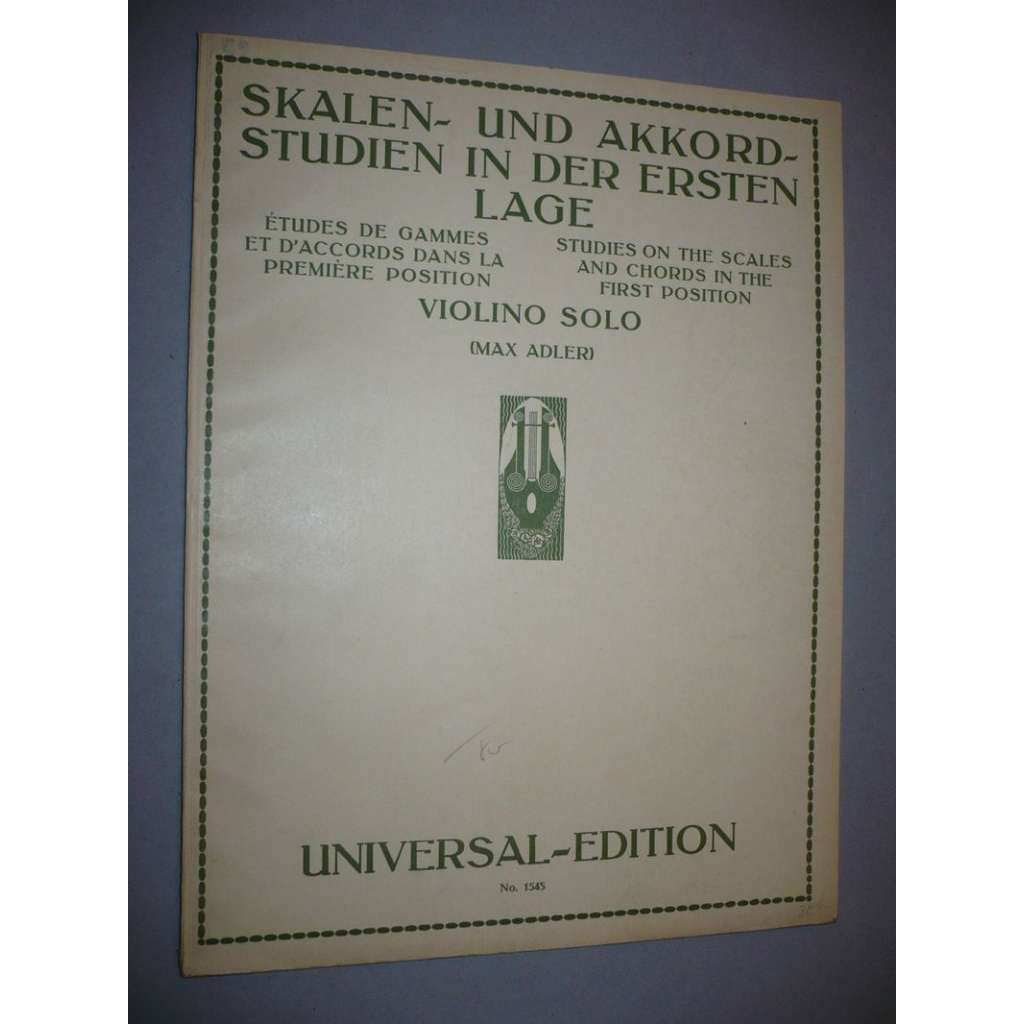 SKALEN- UND AKKORD-
STUDIEN IN DER ERSTEN
LAGE
ÉTUDES DE GAMMES
ET D'ACCORDS DANS LA
PREMIÈRE POSITION
STUDIES ON THE SCALES
AND CHORDS IN THE
FIRST POSITION
VIOLINO SOLO
(MAX ADLER)
UNIVERSAL-EDITION
No. 1545